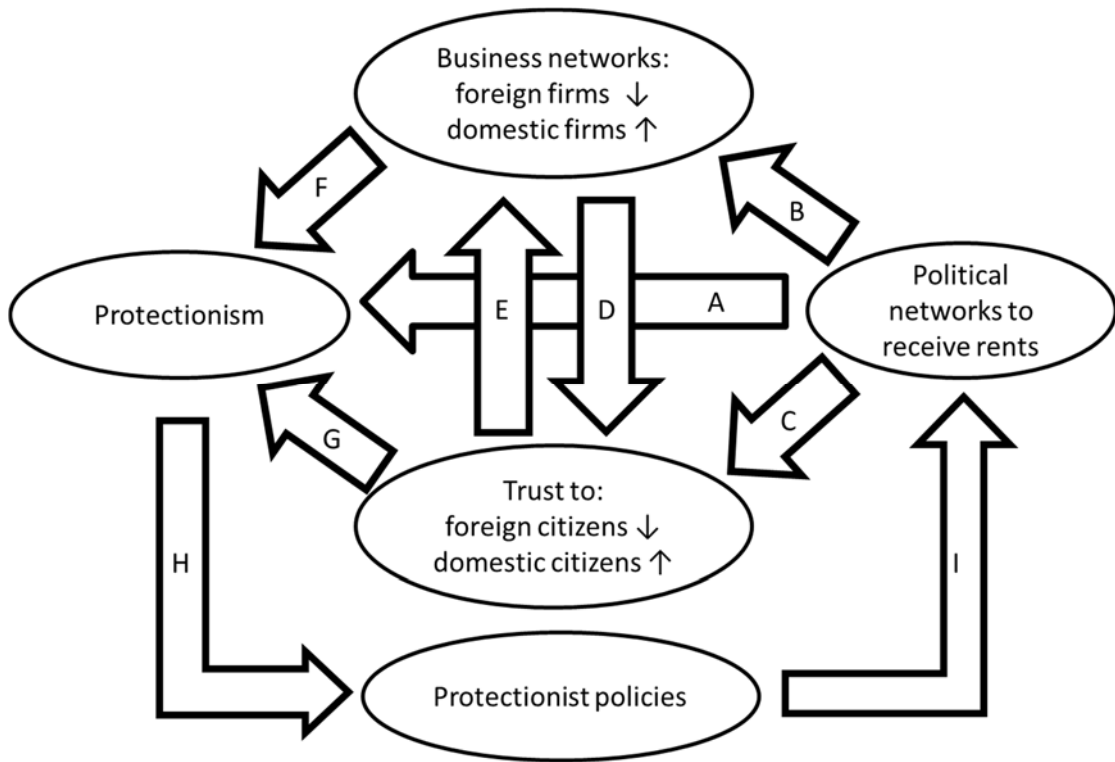 Business networks:
foreign firms ↓
domestic firms ↑
F
B
Protectionism
E
D
A
Political
networks to
receive rents
G
C
Trust to:
foreign citizens ↓
domestic citizens ↑
H
I
Protectionist policies